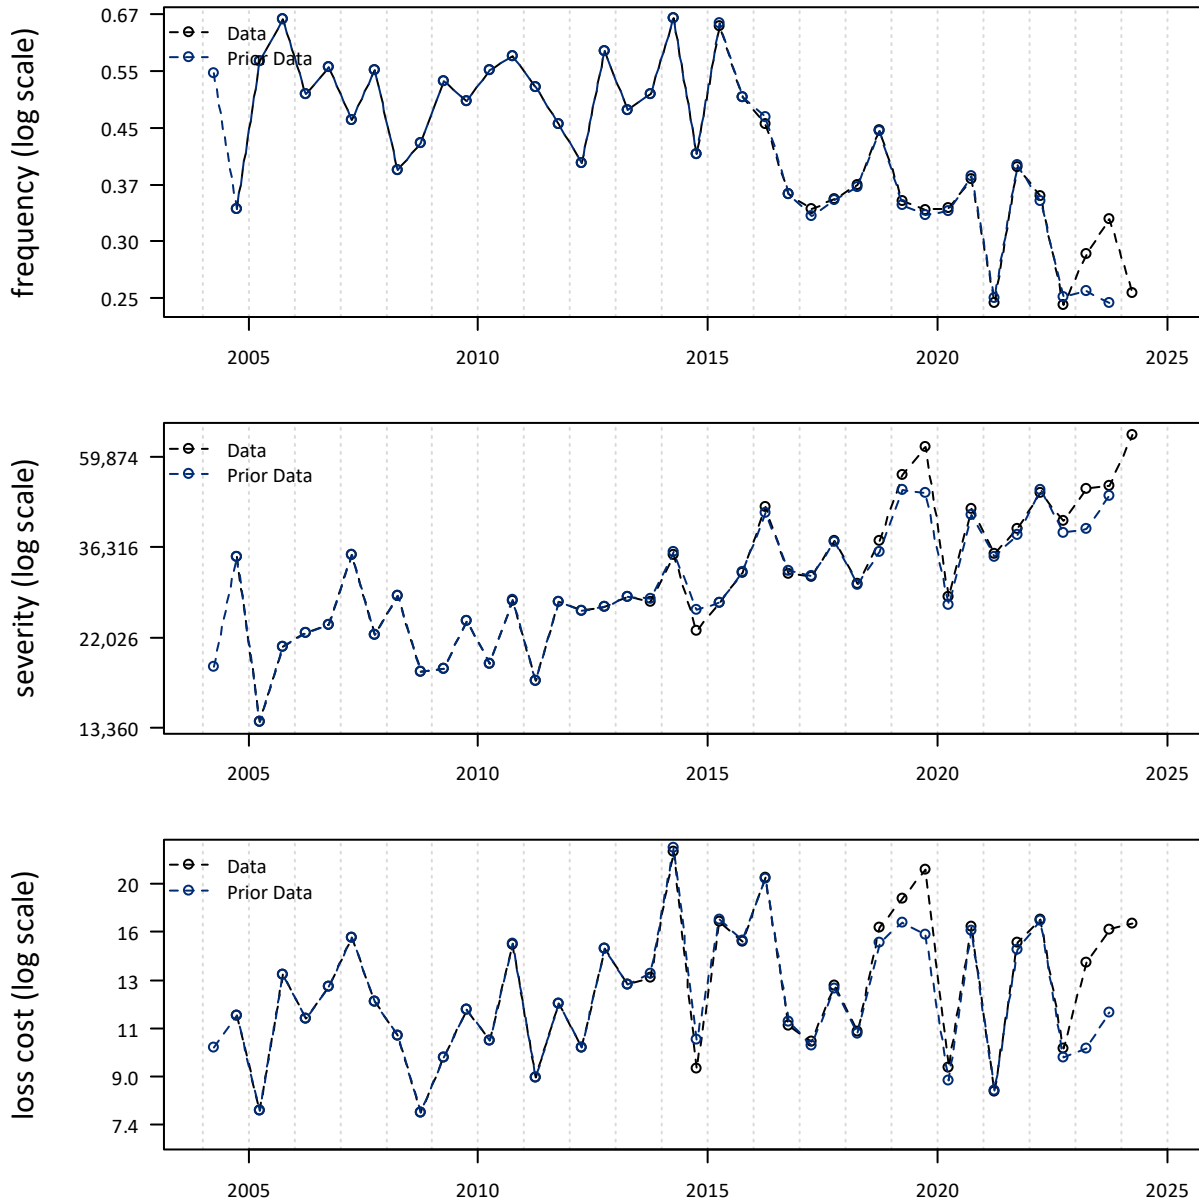 frequency (log scale)
0.67
0.55
0.45
0.37
0.30
0.25
Data
Prior Data
2005 2010 2015 2020 2025
severity (log scale)
59,874
36,316
22,026
13,360
Data
Prior Data
2005 2010 2015 2020 2025
loss cost (log scale)
20
16
13
11
9.0
7.4
Data
Prior Data
2005 2010 2015 2020 2025